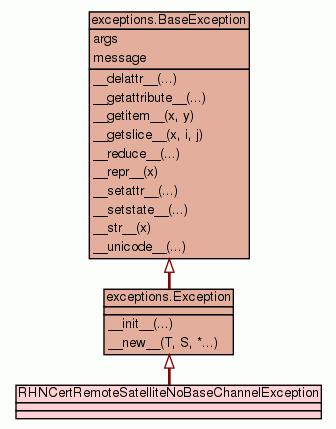 exceptions.BaseException
args
message
__delattr__(...)
__getattribute__(...)
__getitem__(x, y)
__getslice__(x, i, j)
__reduce__(...)
__repr__(x)
__setattr__(...)
__setstate__(...)
__str__(x)
__unicode__(...)
exceptions.Exception
__init__(...)
__new__(T, S, *...)
RHNCertRemoteSatelliteNoBaseChannelException